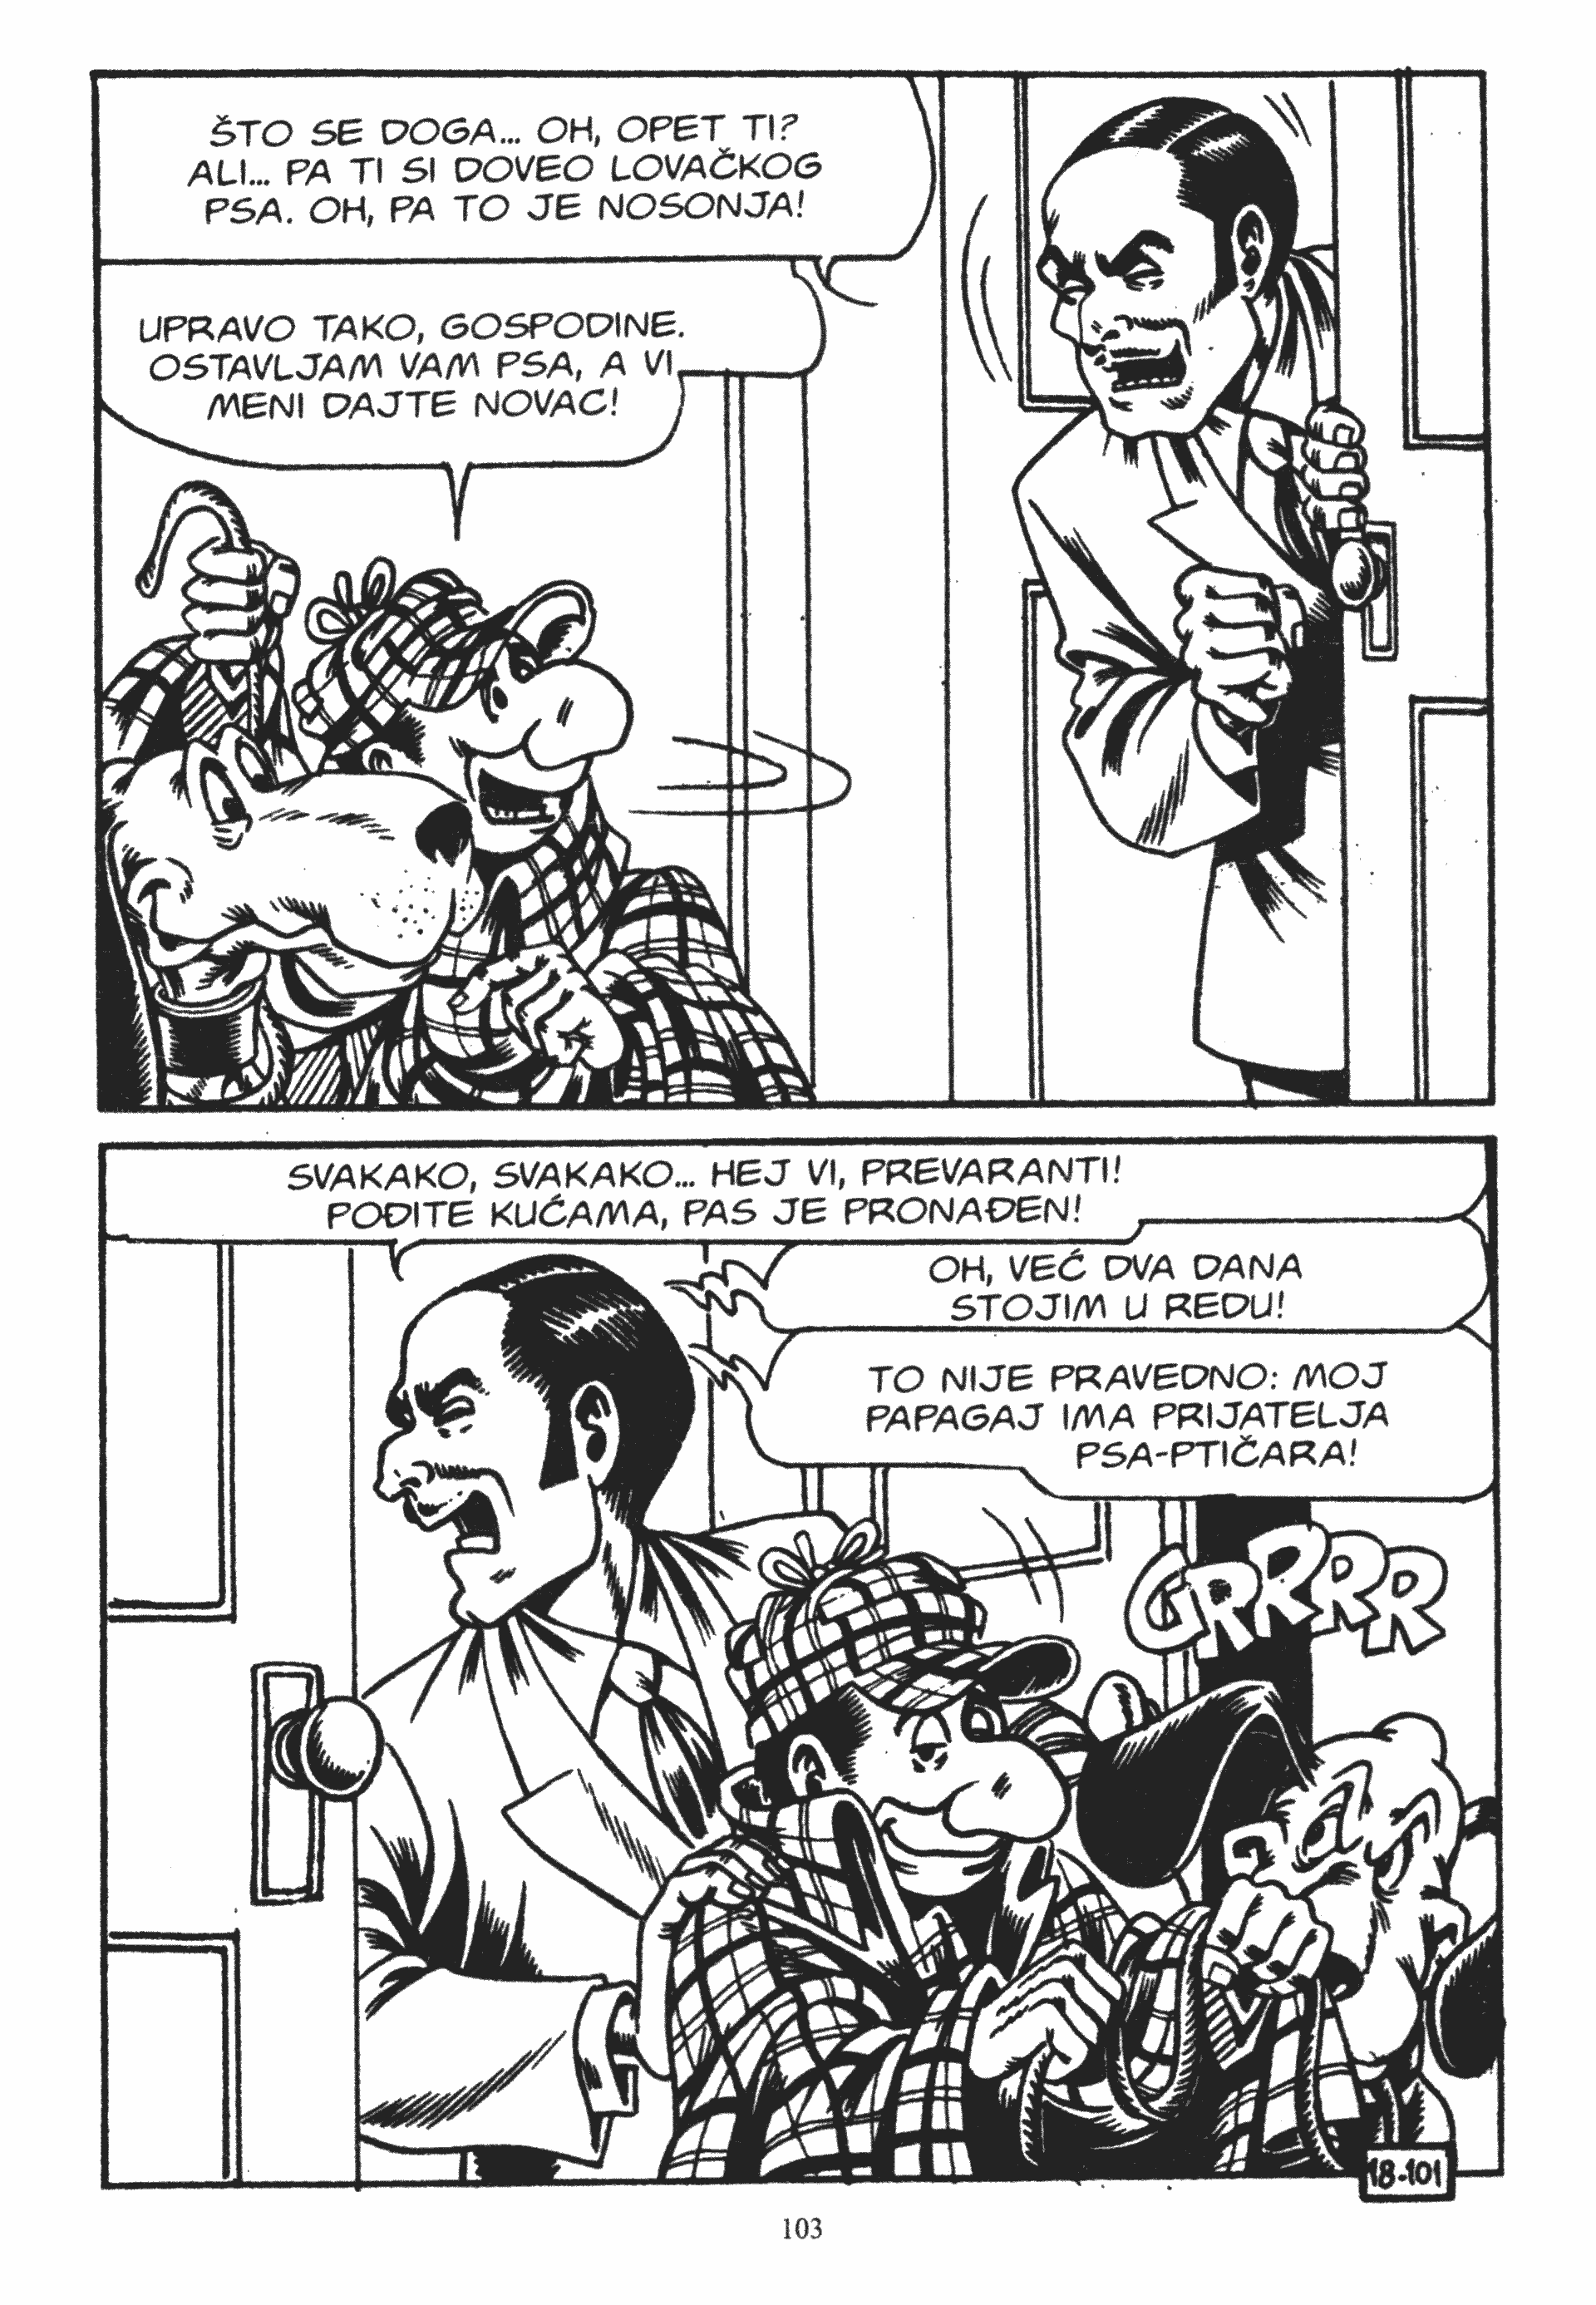 ŠTO SE DOGA... OH, OPET TI?
ALI... PA TI SI DOVEO LOVAČKOG
PSA. OH, PA TO JE NOSONJA!
UPRAVO TAKO, GOSPODINE.
OSTAVLJAM VAM PSA, A VI
MENI DAJTE NOVAC!
SVAKAKO, SVAKAKO... HEJ VI, PREVARANTI!
POĐITE KUĆAMA, PAS JE PRONAĐEN!
OH, VEĆ DVA DANA
STOJIM U REDU!
TO NIJE PRAVEDNO: MOJ
PAPAGAJ IMA PRIJATELJA
PSA-PTIČARA!
GRRRR
18-101
103